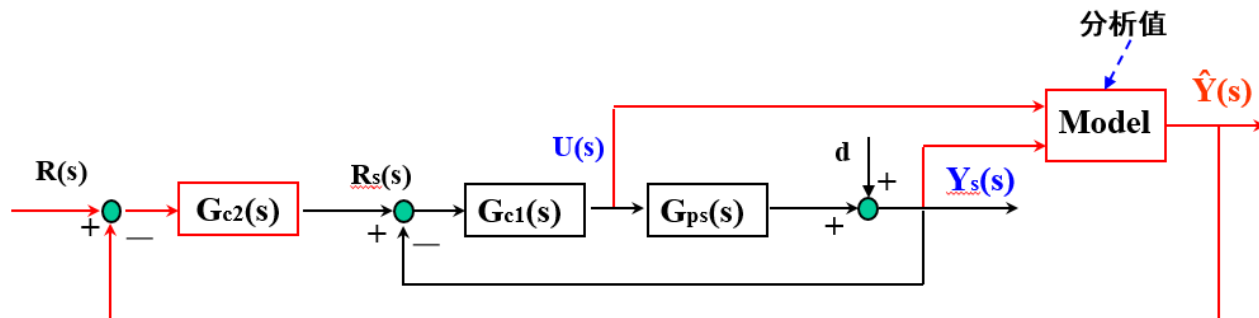 分析值
Ŷ(s)
Model
U(s)
d
R(s)
Rs(s)
Ys(s)
+
Gc2(s)
Gc1(s)
Gps(s)
+
—
+
—
+